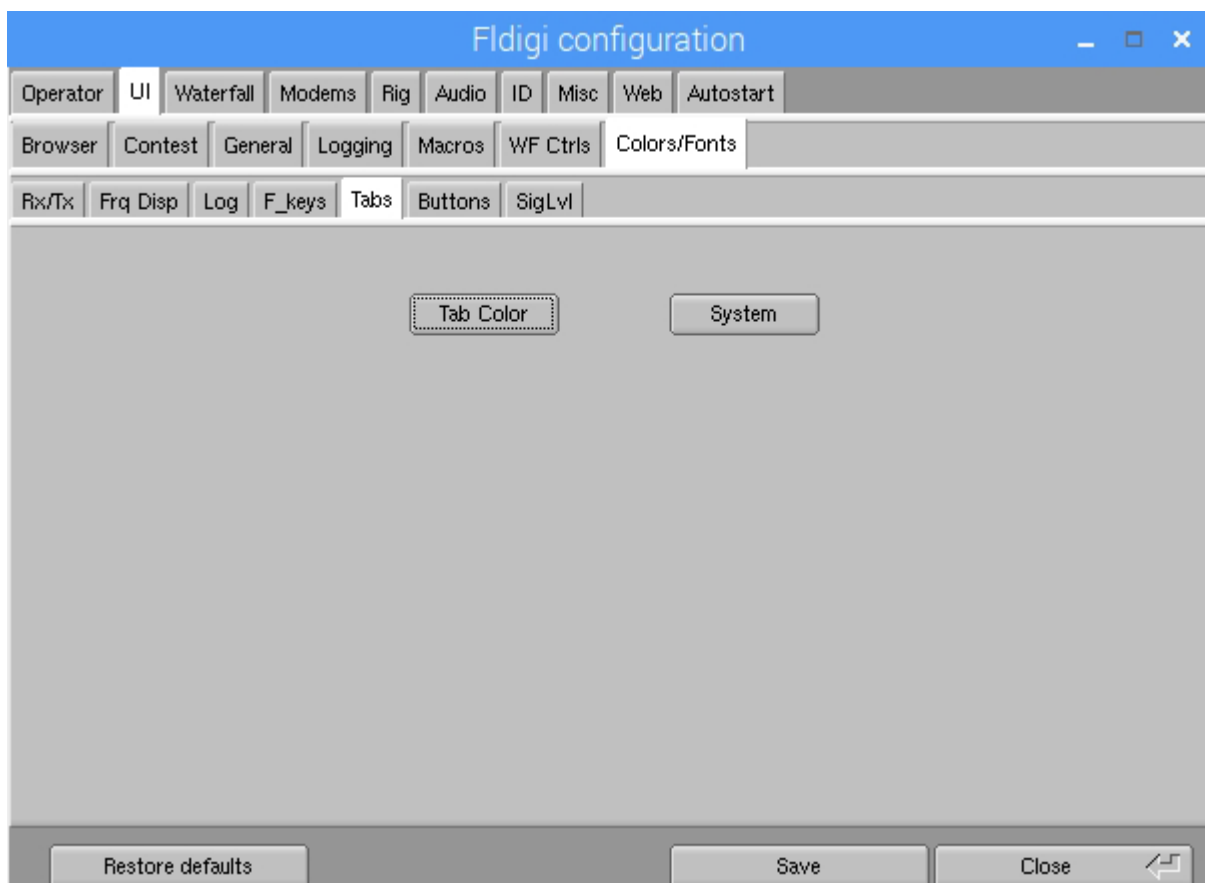 Fldigi configuration
Operator UI Waterfall Modems Rig Audio ID Misc Web Autostart
Browser Contest General Logging Macros WF Ctrls Colors/Fonts
Rx/Tx Frq Disp Log F_keys Tabs Buttons SigLvl
Tab Color System
Restore defaults Save Close